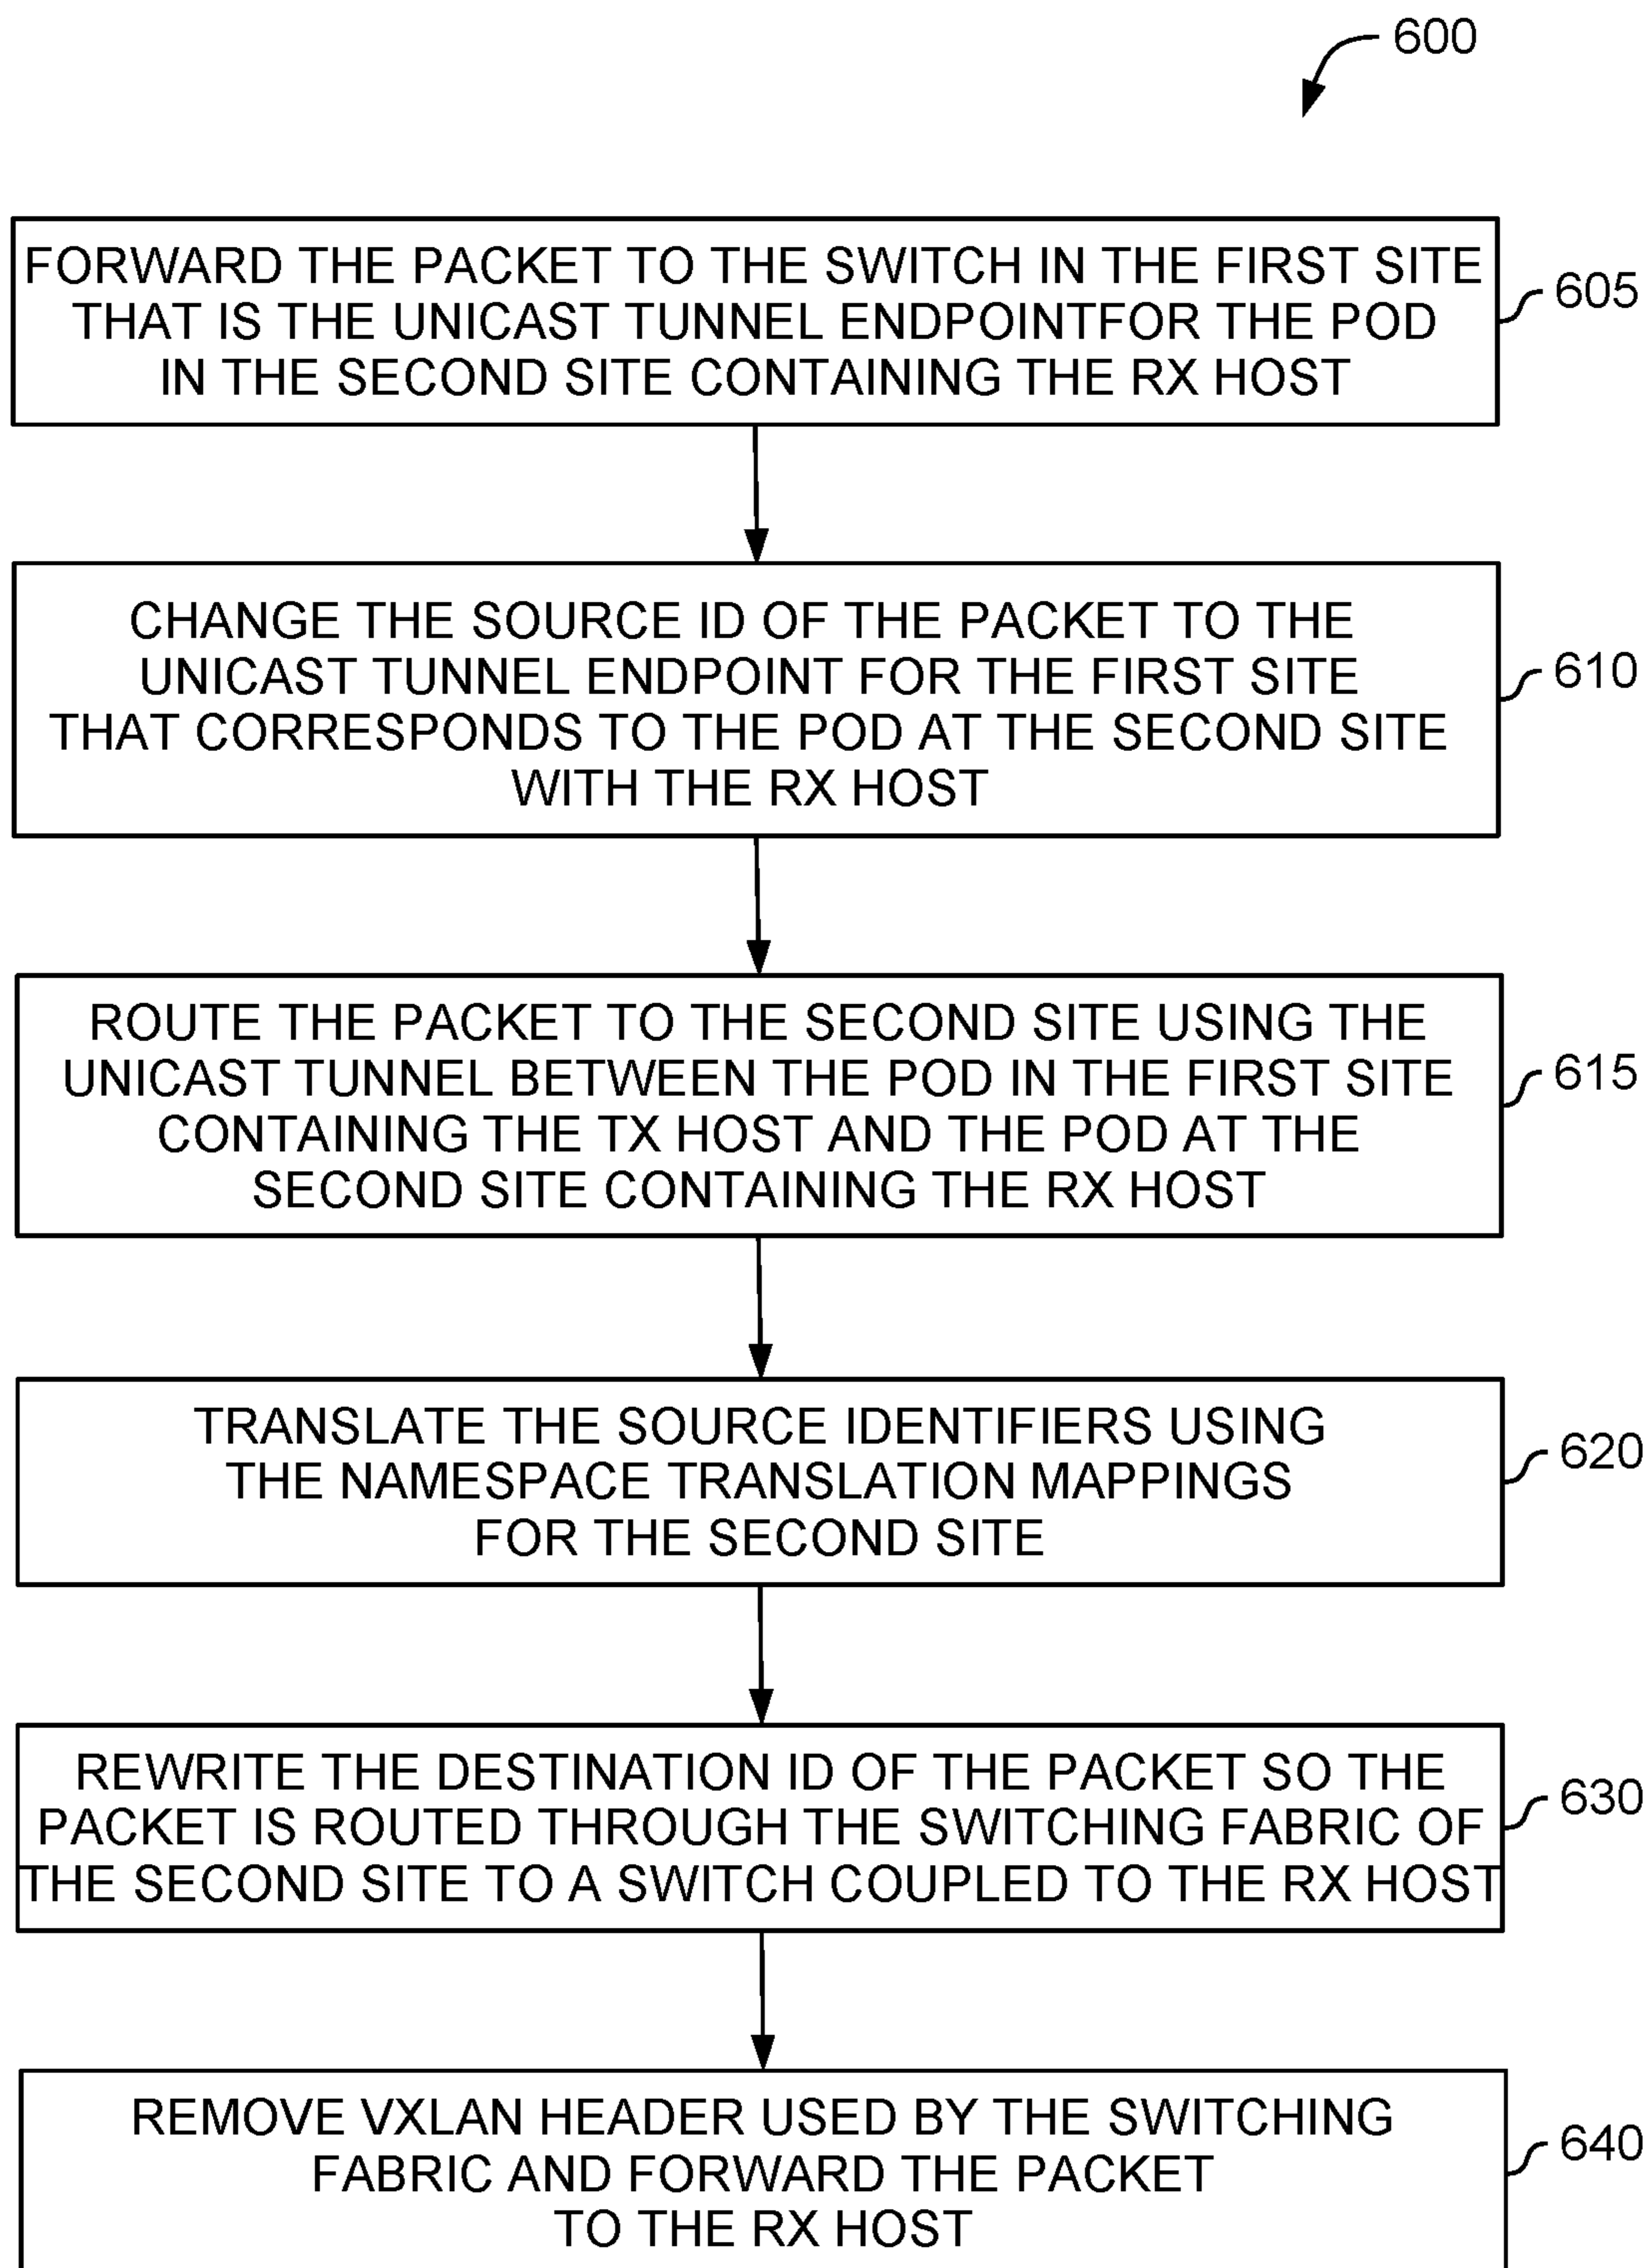 600
FORWARD THE PACKET TO THE SWITCH IN THE FIRST SITE
THAT IS THE UNICAST TUNNEL ENDPOINTFOR THE POD
IN THE SECOND SITE CONTAINING THE RX HOST
605
CHANGE THE SOURCE ID OF THE PACKET TO THE
UNICAST TUNNEL ENDPOINT FOR THE FIRST SITE
THAT CORRESPONDS TO THE POD AT THE SECOND SITE
WITH THE RX HOST
610
ROUTE THE PACKET TO THE SECOND SITE USING THE
UNICAST TUNNEL BETWEEN THE POD IN THE FIRST SITE
CONTAINING THE TX HOST AND THE POD AT THE
SECOND SITE CONTAINING THE RX HOST
615
TRANSLATE THE SOURCE IDENTIFIERS USING
THE NAMESPACE TRANSLATION MAPPINGS
FOR THE SECOND SITE
620
REWRITE THE DESTINATION ID OF THE PACKET SO THE
PACKET IS ROUTED THROUGH THE SWITCHING FABRIC OF
THE SECOND SITE TO A SWITCH COUPLED TO THE RX HOST
630
REMOVE VXLAN HEADER USED BY THE SWITCHING
FABRIC AND FORWARD THE PACKET
TO THE RX HOST
640